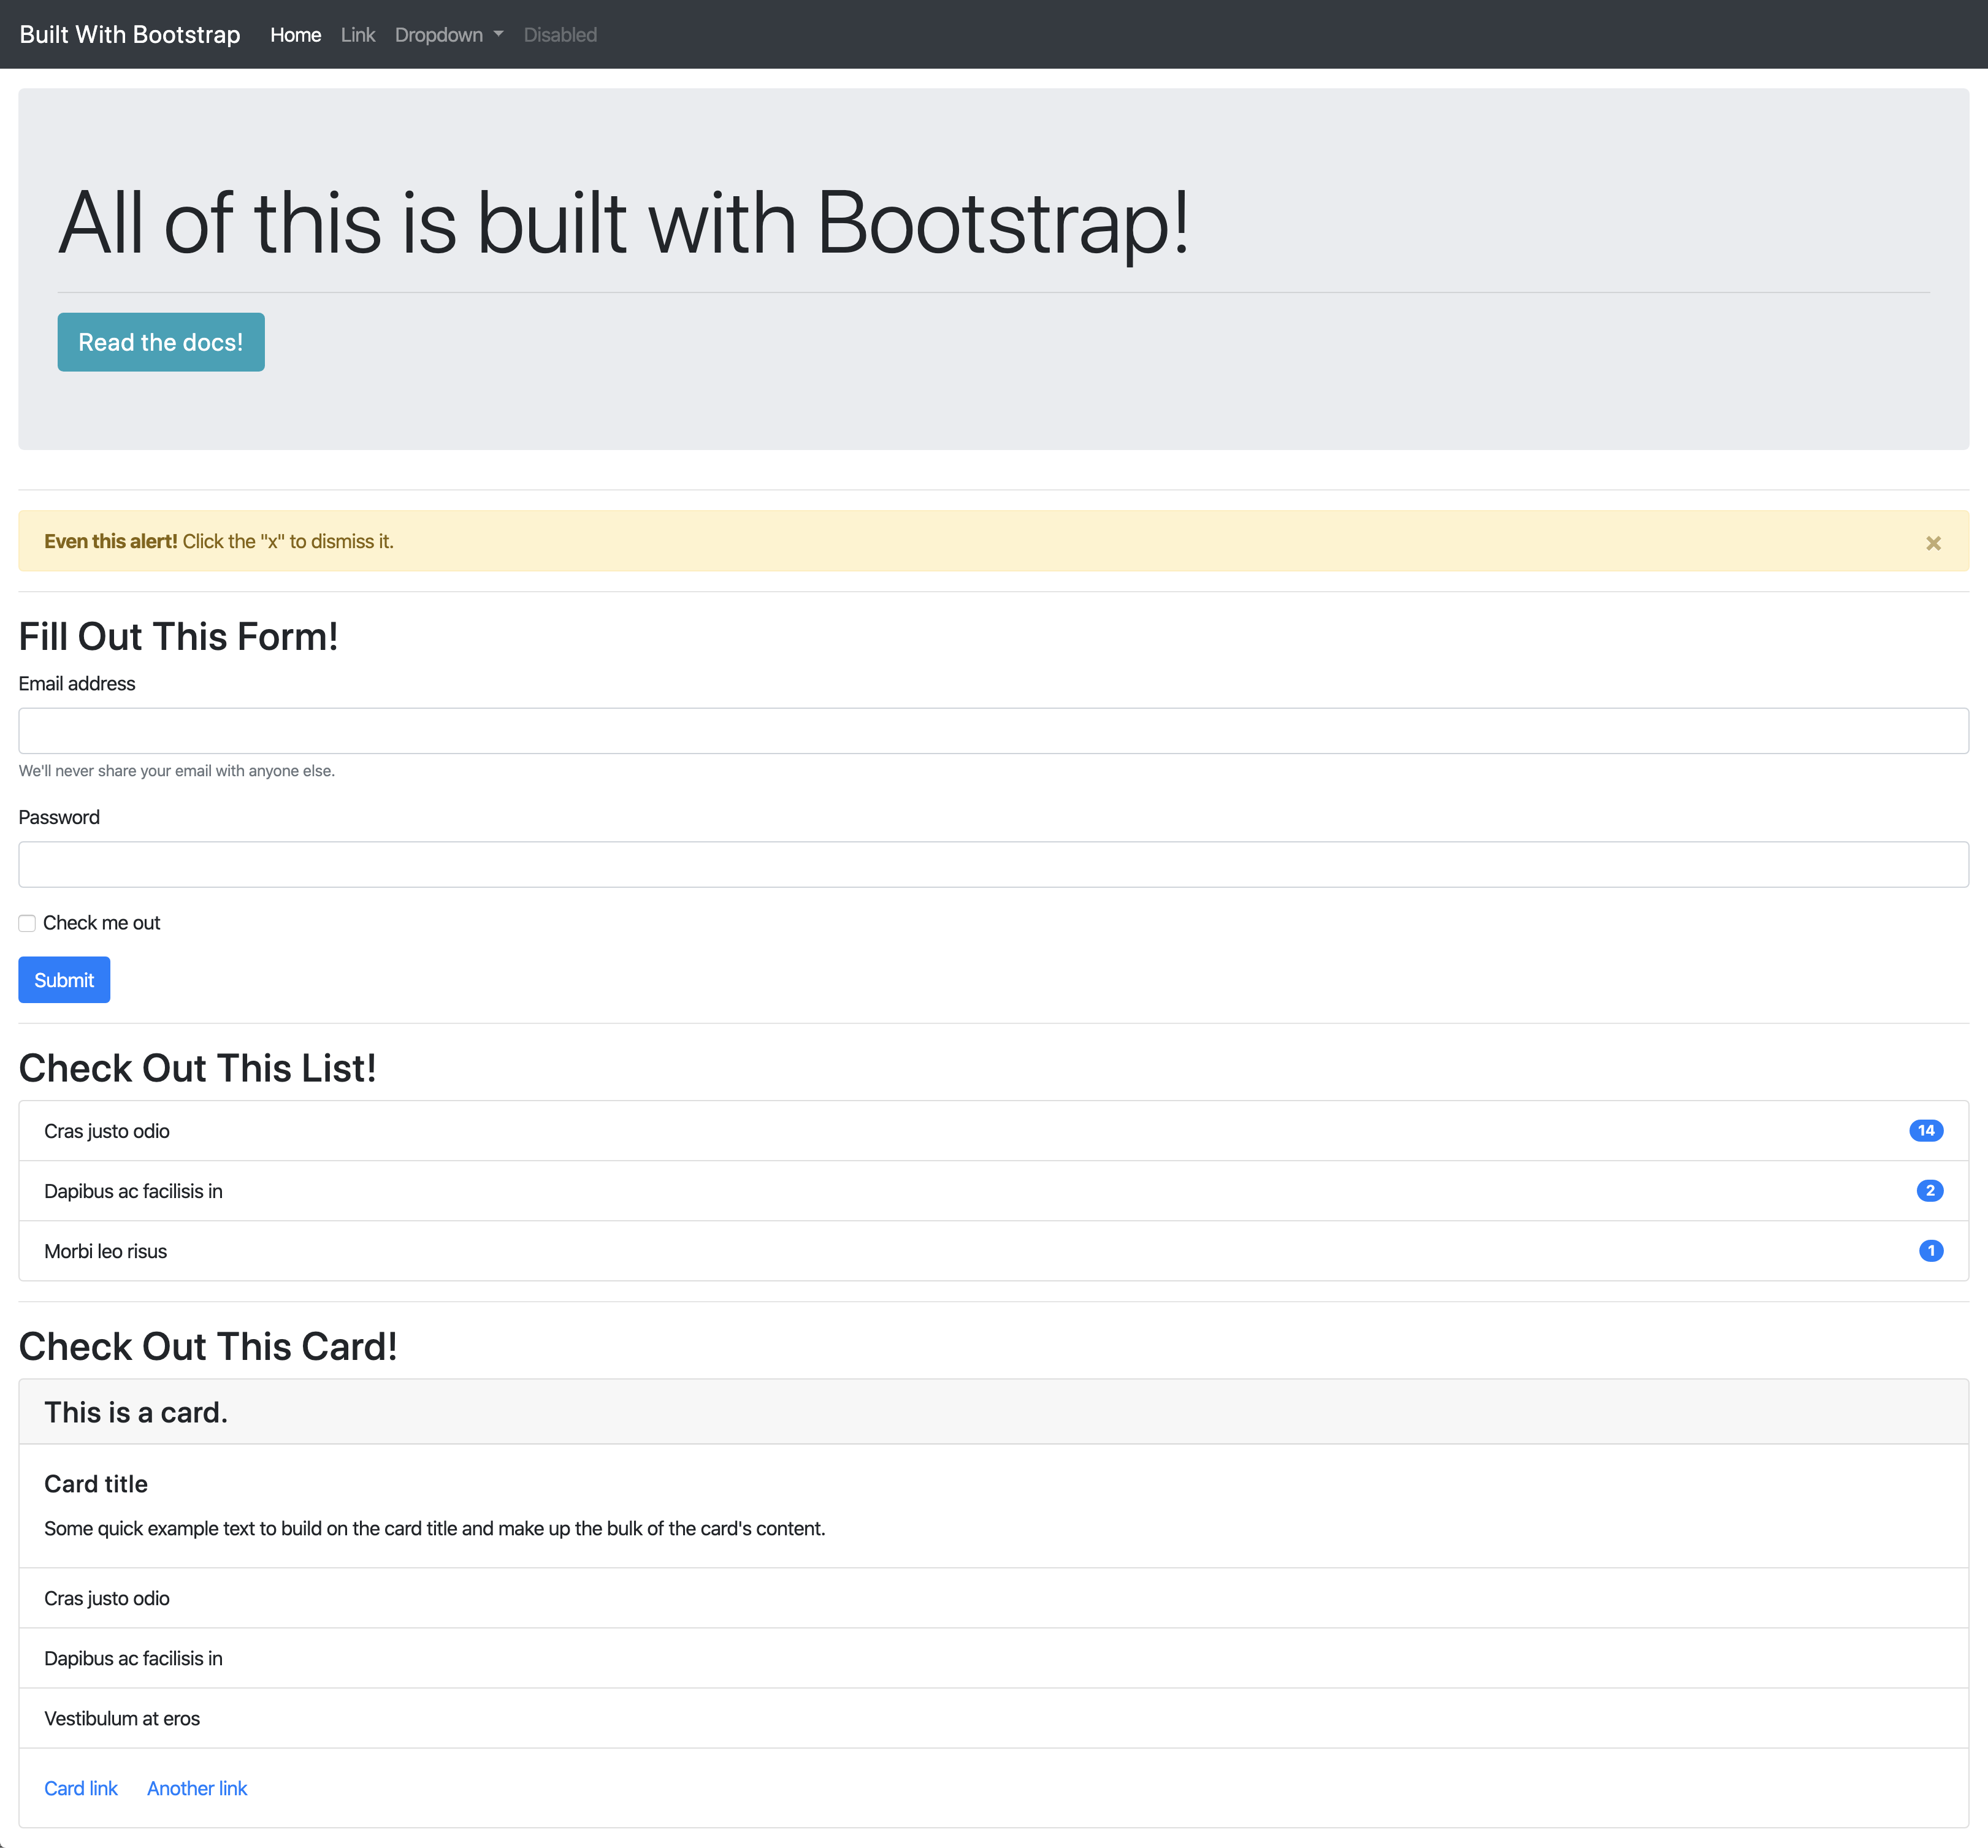 Built With Bootstrap Home Link Dropdown Disabled
All of this is built with Bootstrap!
Read the docs!
Even this alert! Click the "x" to dismiss it. ×
Fill Out This Form!
Email address
We'll never share your email with anyone else.
Password
Check me out
Submit
Check Out This List!
Cras justo odio 14
Dapibus ac facilisis in 2
Morbi leo risus 1
Check Out This Card!
This is a card.
Card title
Some quick example text to build on the card title and make up the bulk of the card's content.
Cras justo odio
Dapibus ac facilisis in
Vestibulum at eros
Card link Another link